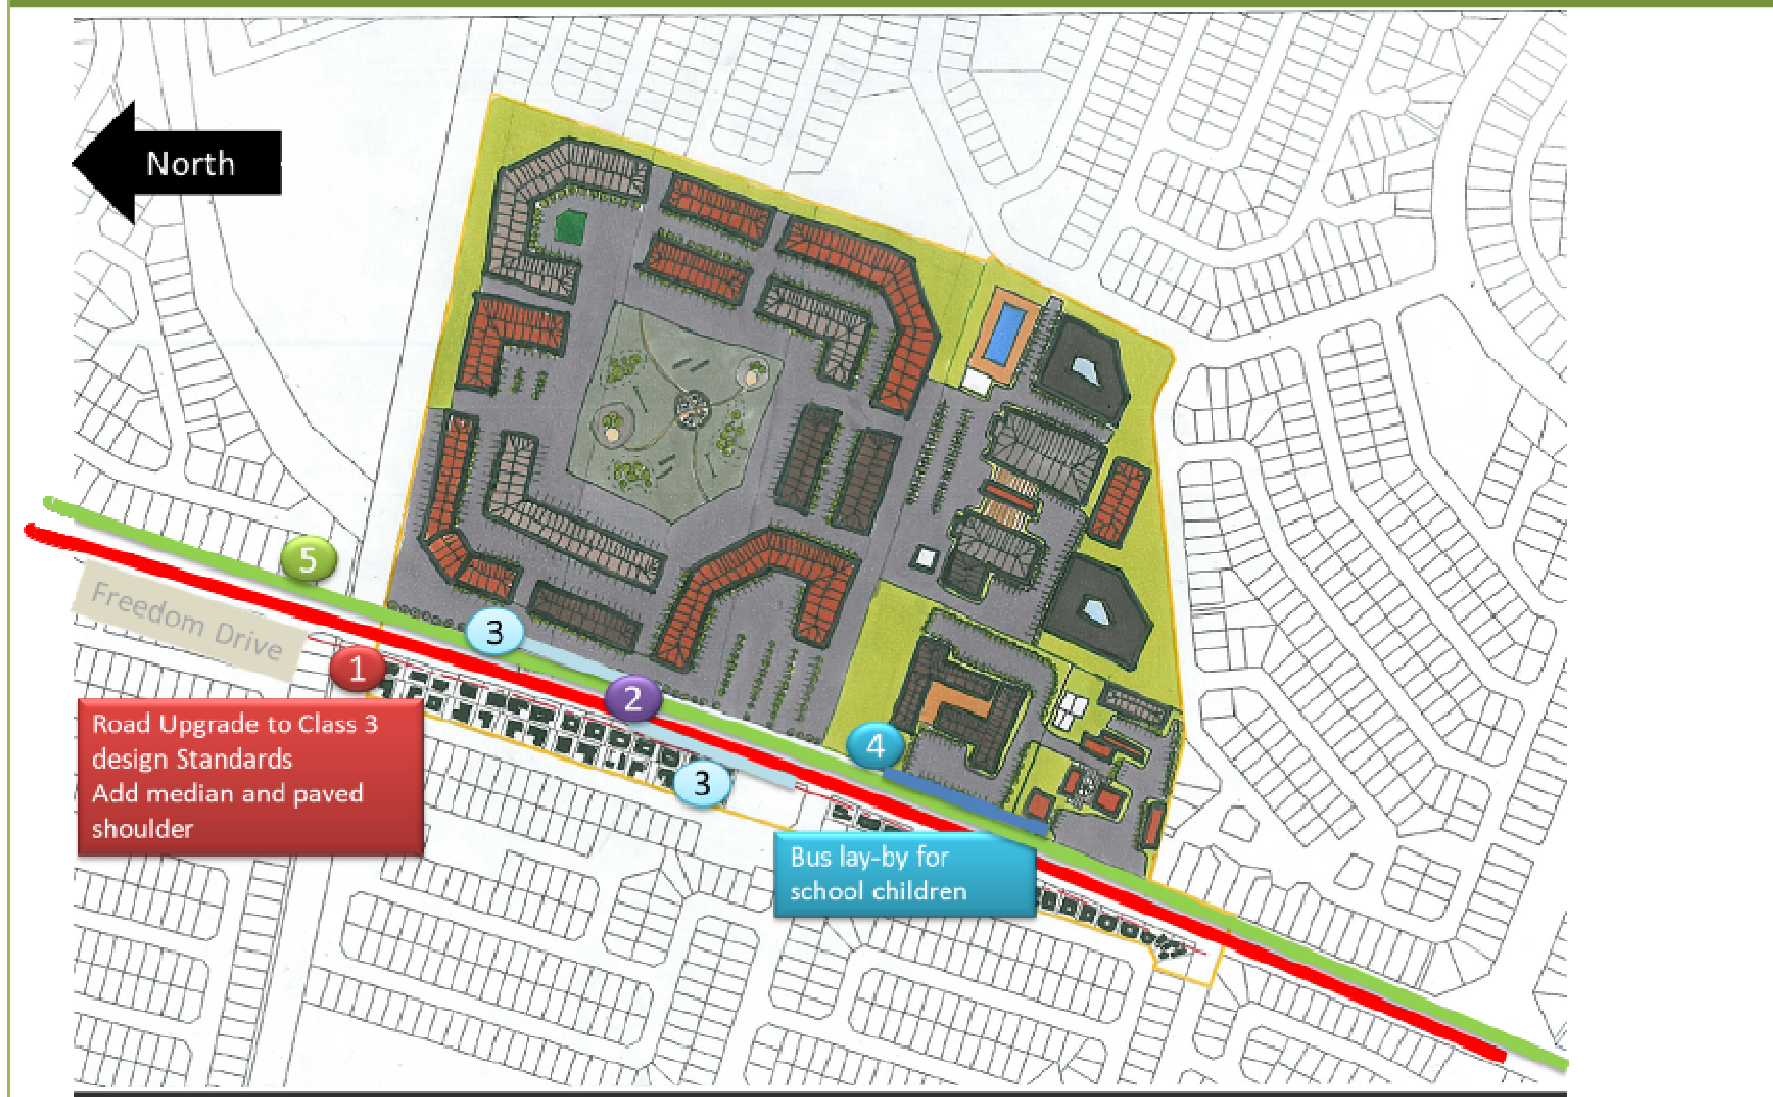 North
5
Freedom Drive
3
1
2
Road Upgrade to Class 3
design Standards
Add median and paved
shoulder
4
3
Bus lay-by for
school children